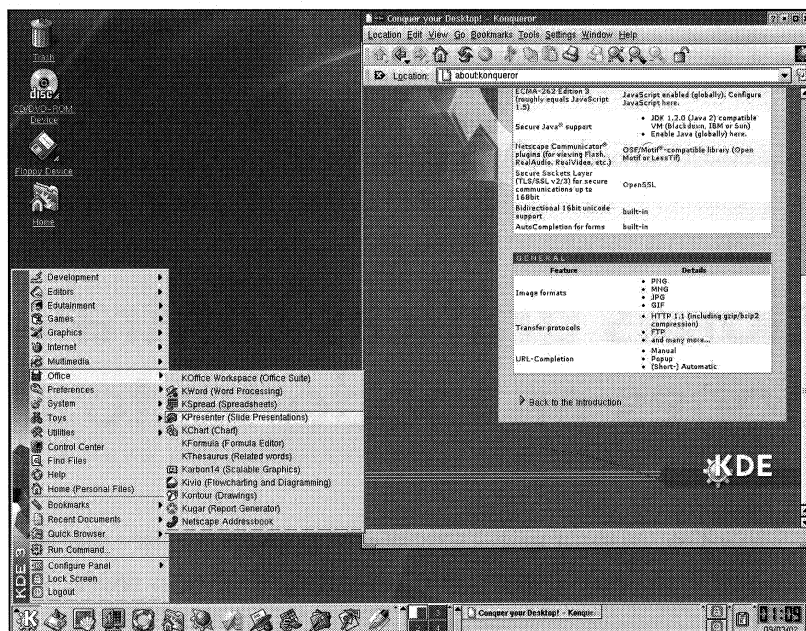 Trash
CD/DVD-ROM
Device
Floppy Device
Home
Conquer your Desktop! - Konqueror
Location Edit View Go Bookmarks Tools Settings Window Help
Location: about:konqueror
ECMA-262 Edition 3
(roughly equals JavaScript
1.5)
JavaScript enabled (globally). Configure
JavaScript here.
Secure Java® support
• JDK 1.2.0 (Java 2) compatible
VM (Blackdown, IBM or Sun)
• Enable Java (globally) here.
Netscape Communicator®
plugins (for viewing Flash,
RealAudio, RealVideo, etc.)
OSF/Motif®-compatible library (Open
Motif or LessTif)
Secure Sockets Layer
(TLS/SSL v2/3) for secure
communications up to
168bit
OpenSSL
Bidirectional 16bit unicode
support
built-in
AutoCompletion for forms
built-in
GENERAL
Feature Details
Image formats
• PNG
• MNG
• JPG
• GIF
Transfer protocols
• HTTP 1.1 (including gzip/bzip2
compression)
• FTP
• and many more...
URL-Completion
• Manual
• Popup
• (Short-) Automatic
Back to the Introduction
KDE
Development
Editors
Edutainment
Games
Graphics
Internet
Multimedia
Office
Preferences
System
Toys
Utilities
Control Center
Find Files
Help
Home (Personal Files)
Bookmarks
Recent Documents
Quick Browser
Run Command...
Configure Panel
Lock Screen
Logout
KDE 3
KOffice Workspace (Office Suite)
KWord (Word Processing)
KSpread (Spreadsheets)
KPresenter (Slide Presentations)
KChart (Chart)
KFormula (Formula Editor)
KThesaurus (Related words)
Karbon14 (Scalable Graphics)
Kivio (Flowcharting and Diagramming)
Kontour (Drawings)
Kugar (Report Generator)
Netscape Addressbook
Conquer your Desktop! - Konque
01:09